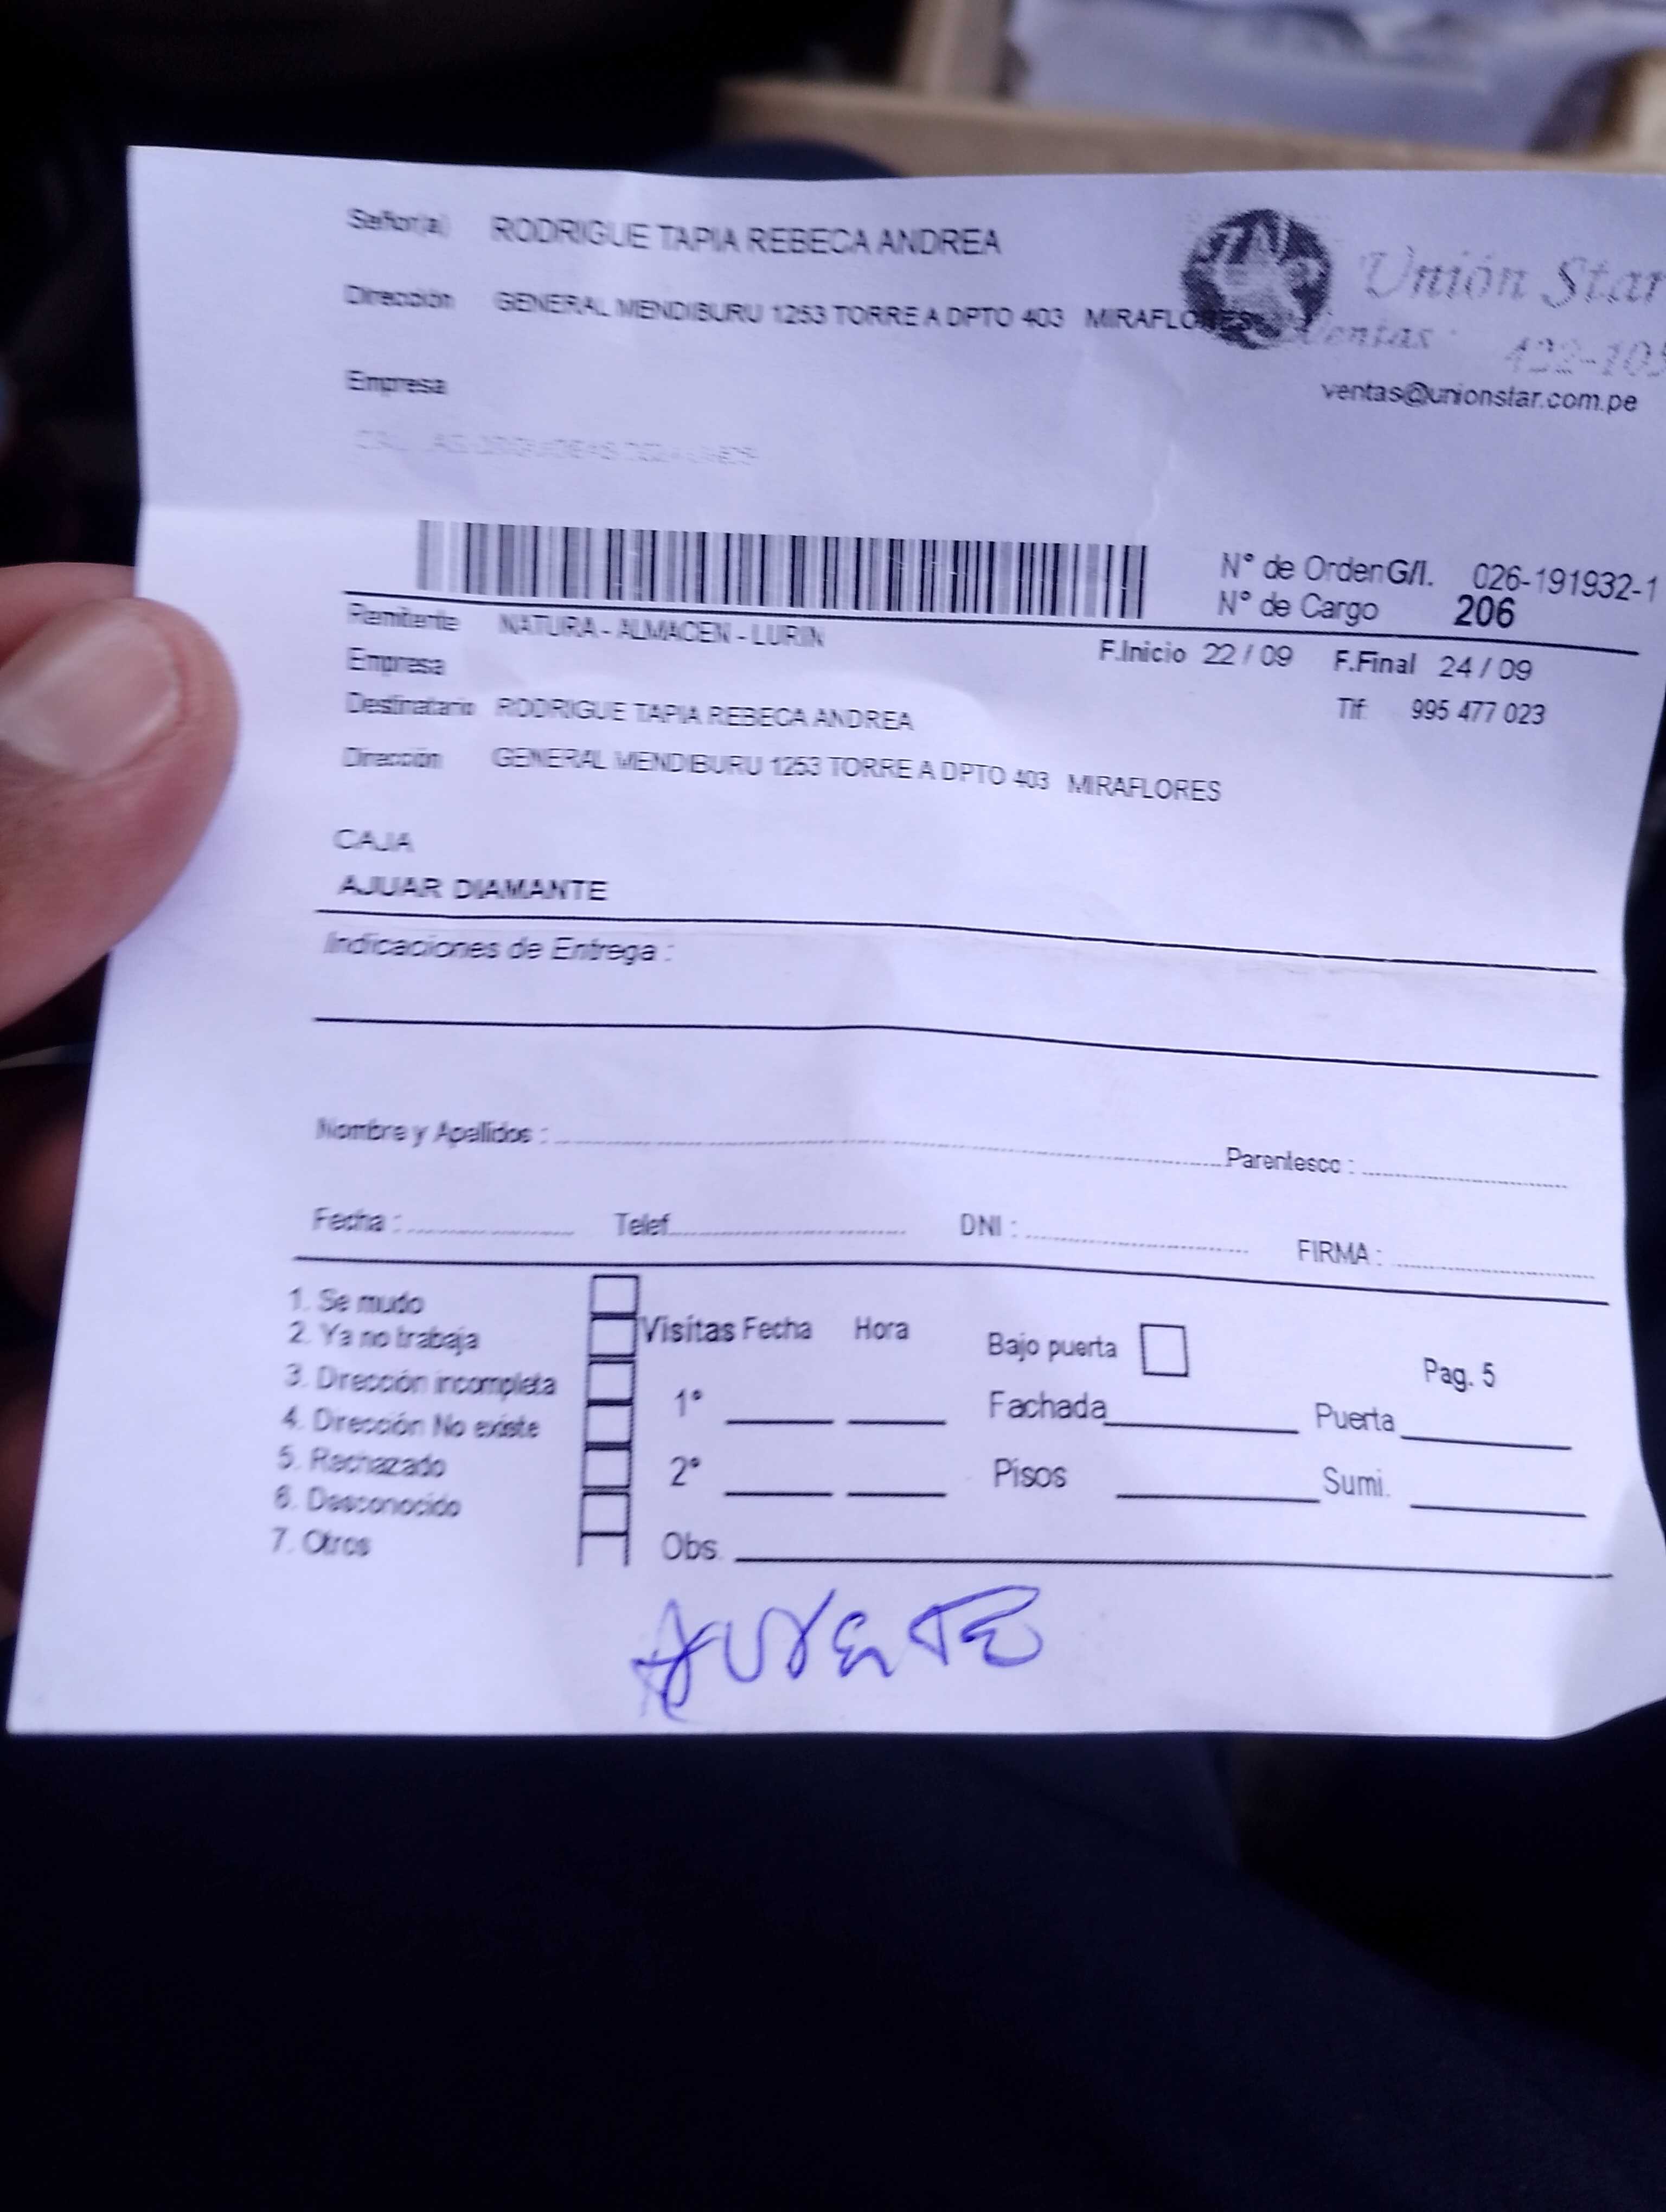 Señor(a) RODRIGUE TAPIA REBECA ANDREA
Unión Star
Dirección GENERAL MENDIBURU 1253 TORRE A DPTO 403 MIRAFLORES
Ventas 422-105
Empresa
ventas@unionstar.com.pe
N° de Orden G/I. 026-191932-1
N° de Cargo 206
Remitente NATURA - ALMACEN - LURIN
F.Inicio 22 / 09 F.Final 24 / 09
Empresa
Tlf: 995 477 023
Destinatario RODRIGUE TAPIA REBECA ANDREA
Dirección GENERAL MENDIBURU 1253 TORRE A DPTO 403 MIRAFLORES
CAJA
AJUAR DIAMANTE
Indicaciones de Entrega :
Nombre y Apellidos : Parentesco :
Fecha : Telef. DNI : FIRMA :
1. Se mudo
2. Ya no trabaja
3. Dirección incompleta
4. Dirección No existe
5. Rechazado
6. Desconocido
7. Otros
Visitas Fecha Hora
Bajo puerta
Pag. 5
1°
Fachada Puerta
2°
Pisos Sumi.
Obs.
AUSENTE